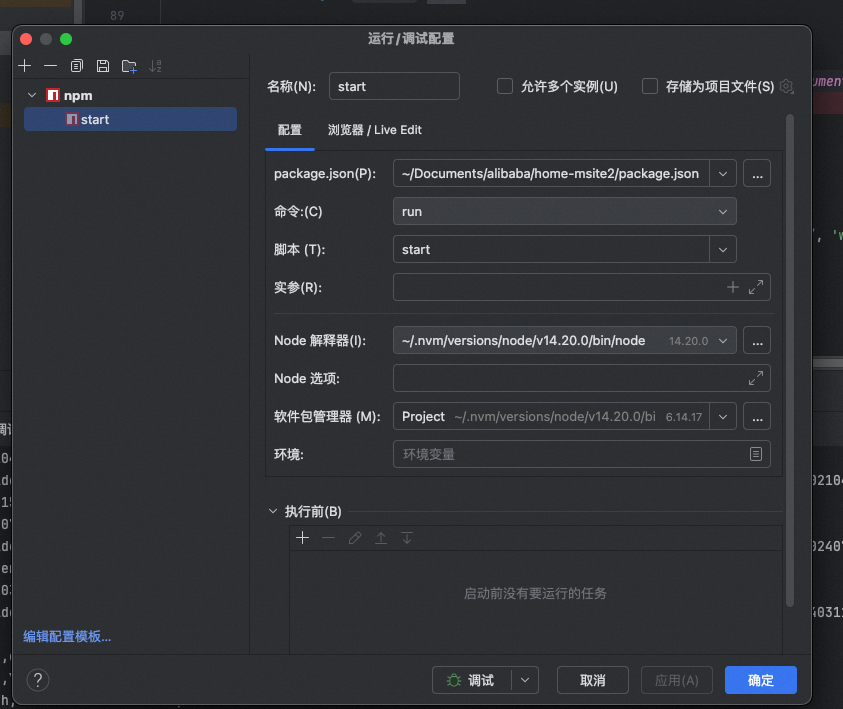 89
运行/调试配置
名称(N): start 允许多个实例(U) 存储为项目文件(S)
npm
start
配置 浏览器 / Live Edit
package.json(P): ~/Documents/alibaba/home-msite2/package.json ...
命令:(C) run
脚本 (T): start
实参(R):
Node 解释器(I): ~/.nvm/versions/node/v14.20.0/bin/node 14.20.0 ...
Node 选项:
软件包管理器 (M): Project ~/.nvm/versions/node/v14.20.0/bi 6.14.17 ...
环境: 环境变量
执行前(B)
启动前没有要运行的任务
编辑配置模板...
? 调试 取消 应用(A) 确定